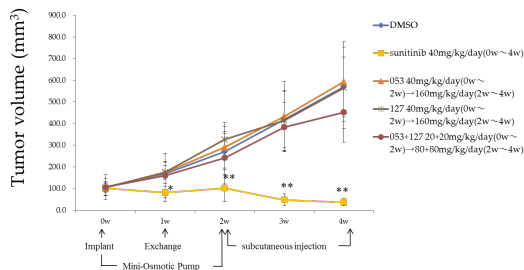 Tumor volume (mm³)
900.0
800.0
700.0
600.0
500.0
400.0
300.0
200.0
100.0
0.0
*
**
**
**
0w
1w
2w
3w
4w
Implant
Exchange
subcutaneous injection
Mini-Osmotic Pump
DMSO
sunitinib 40mg/kg/day(0w～4w)
053 40mg/kg/day(0w～
2w)→160mg/kg/day(2w～4w)
127 40mg/kg/day(0w～
2w)→160mg/kg/day(2w～4w)
053+127 20+20mg/kg/day(0w～
2w)→80+80mg/kg/day(2w～4w)